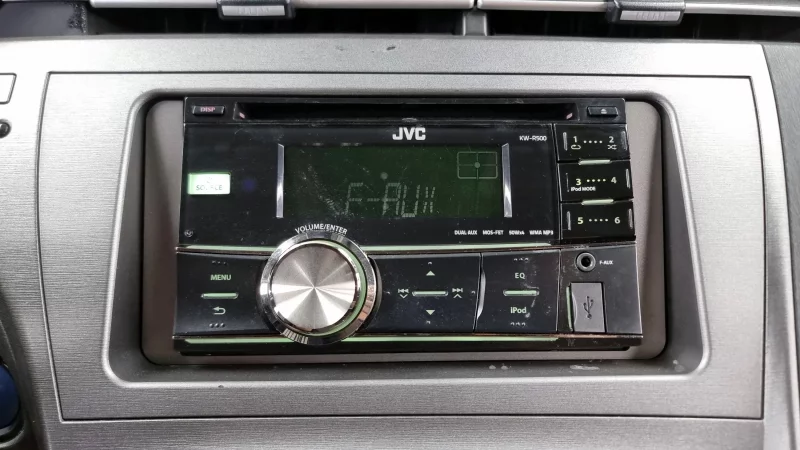 DISP
JVC
KW-R500
1 •••• 2
SOURCE
3 •••• 4
iPod MODE
F-AUX
5 •••• 6
VOLUME/ENTER
DUAL AUX MOS-FET 50Wx4 WMA MP3
MENU
EQ
F-AUX
iPod